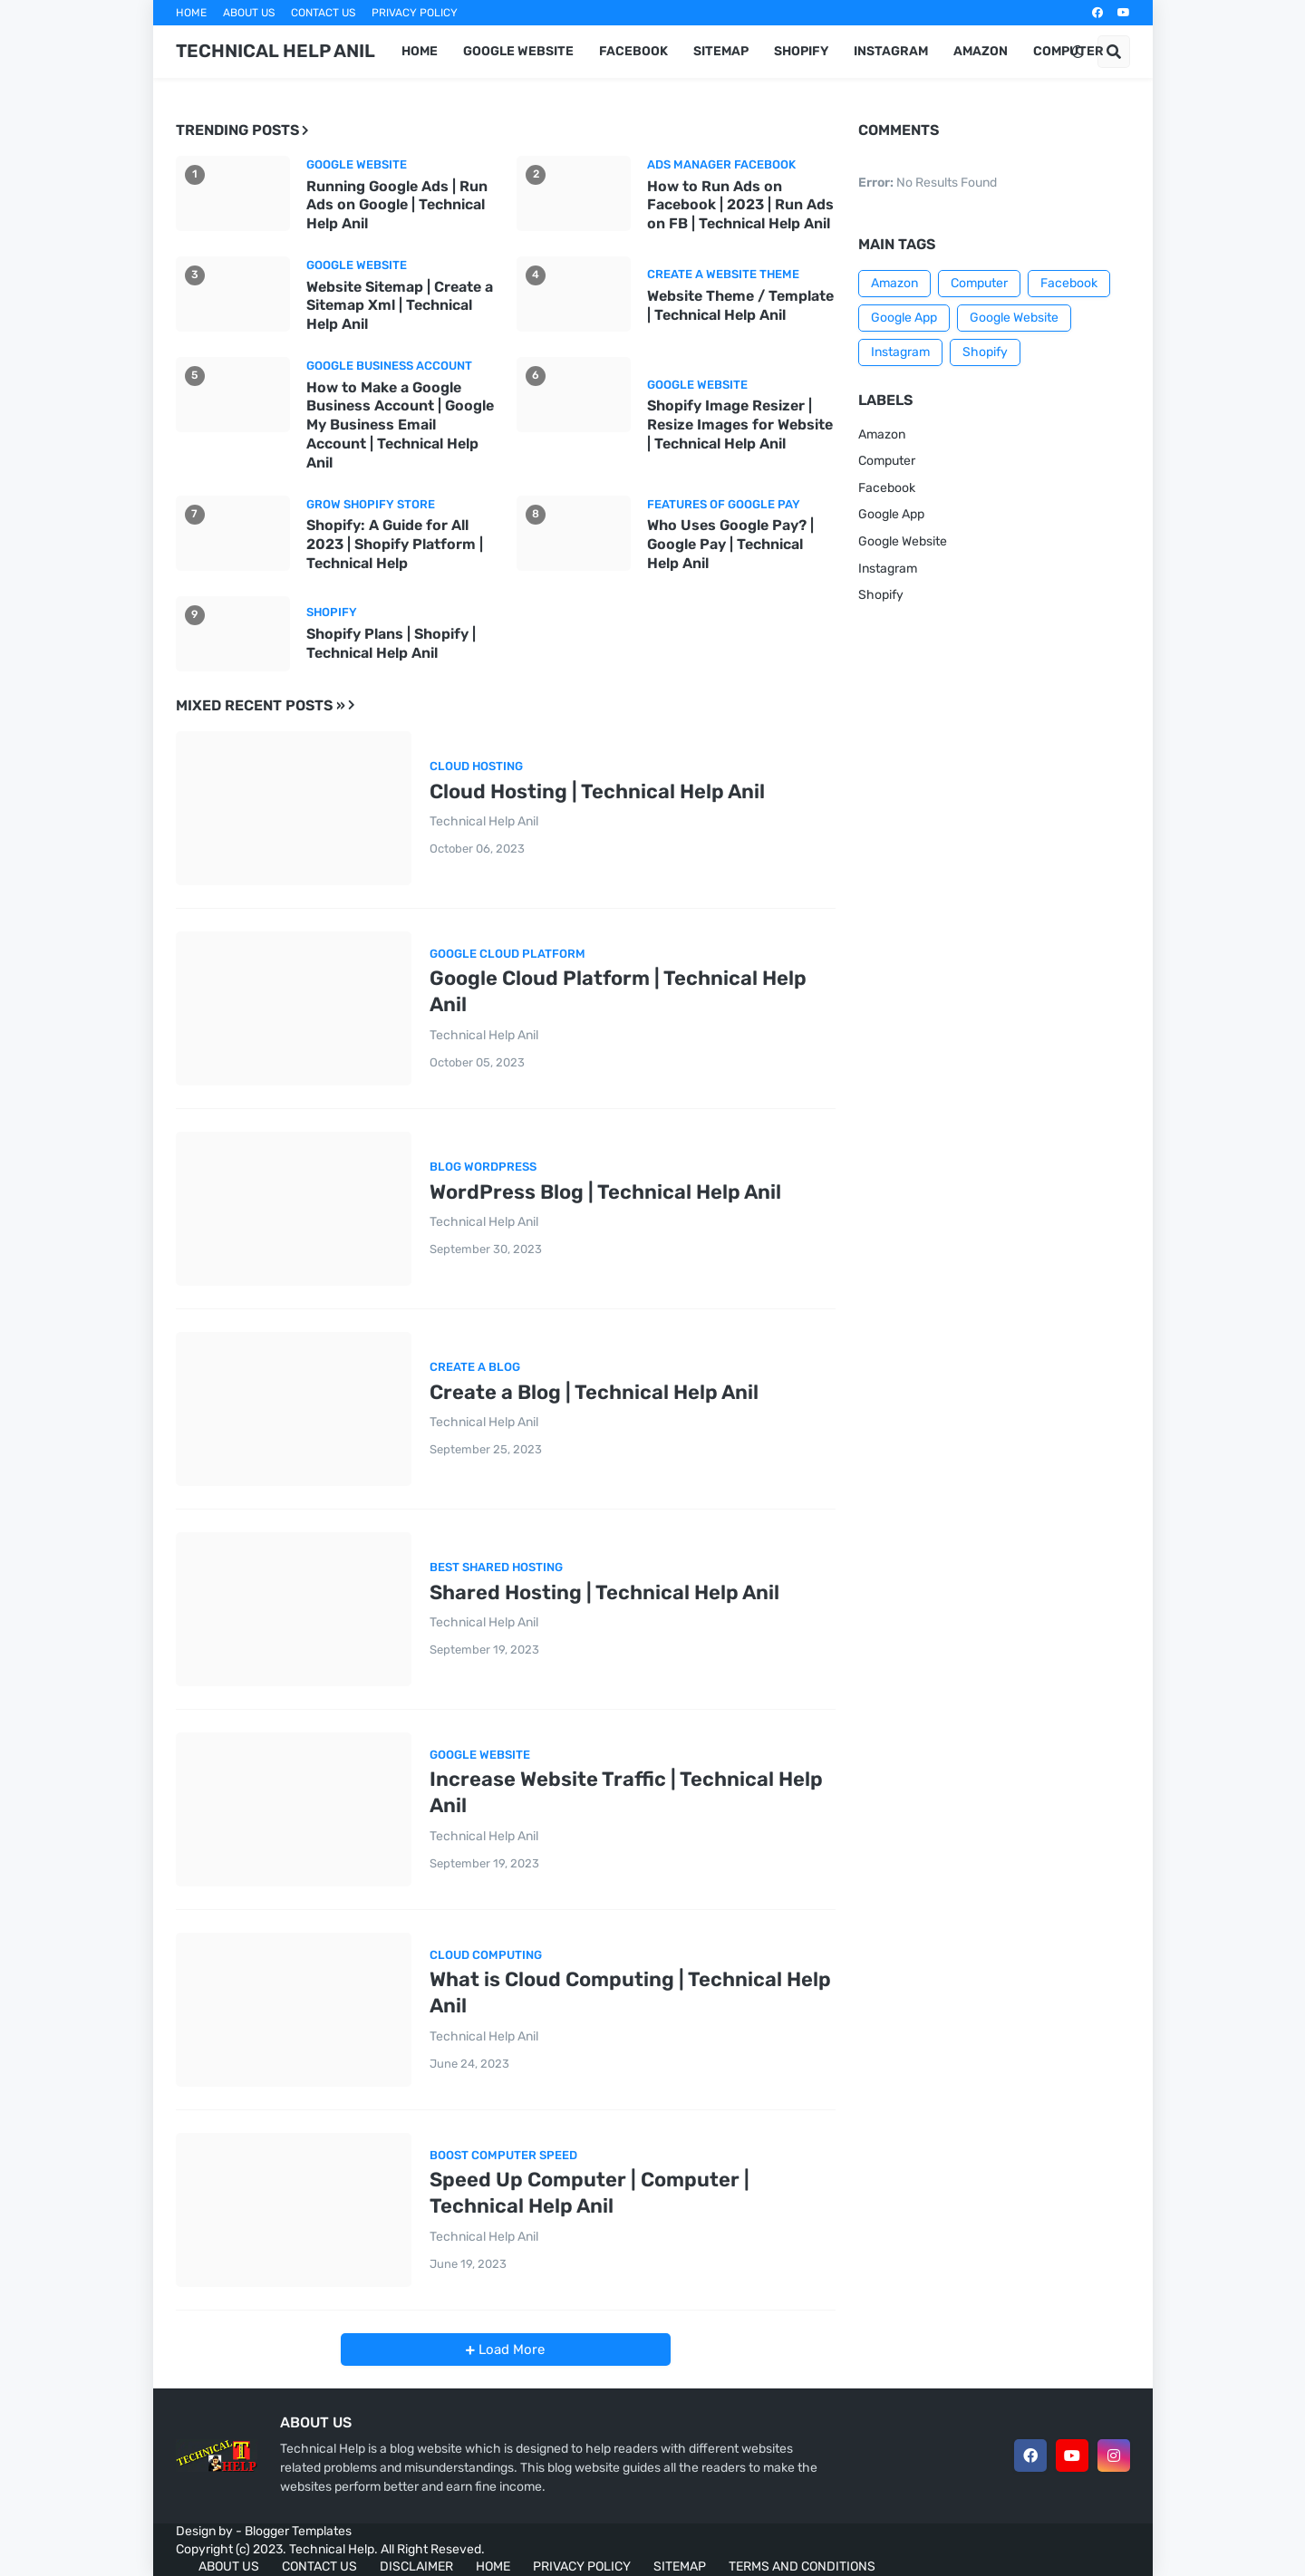 HOME ABOUT US CONTACT US PRIVACY POLICY
TECHNICAL HELP ANIL HOME GOOGLE WEBSITE FACEBOOK SITEMAP SHOPIFY INSTAGRAM AMAZON COMPUTER
TRENDING POSTS
1
GOOGLE WEBSITE
Running Google Ads | Run
Ads on Google | Technical
Help Anil
2
ADS MANAGER FACEBOOK
How to Run Ads on
Facebook | 2023 | Run Ads
on FB | Technical Help Anil
3
GOOGLE WEBSITE
Website Sitemap | Create a
Sitemap Xml | Technical
Help Anil
4
CREATE A WEBSITE THEME
Website Theme / Template
| Technical Help Anil
5
GOOGLE BUSINESS ACCOUNT
How to Make a Google
Business Account | Google
My Business Email
Account | Technical Help
Anil
6
GOOGLE WEBSITE
Shopify Image Resizer |
Resize Images for Website
| Technical Help Anil
7
GROW SHOPIFY STORE
Shopify: A Guide for All
2023 | Shopify Platform |
Technical Help
8
FEATURES OF GOOGLE PAY
Who Uses Google Pay? |
Google Pay | Technical
Help Anil
9
SHOPIFY
Shopify Plans | Shopify |
Technical Help Anil
MIXED RECENT POSTS »
CLOUD HOSTING
Cloud Hosting | Technical Help Anil
Technical Help Anil
October 06, 2023
GOOGLE CLOUD PLATFORM
Google Cloud Platform | Technical Help
Anil
Technical Help Anil
October 05, 2023
BLOG WORDPRESS
WordPress Blog | Technical Help Anil
Technical Help Anil
September 30, 2023
CREATE A BLOG
Create a Blog | Technical Help Anil
Technical Help Anil
September 25, 2023
BEST SHARED HOSTING
Shared Hosting | Technical Help Anil
Technical Help Anil
September 19, 2023
GOOGLE WEBSITE
Increase Website Traffic | Technical Help
Anil
Technical Help Anil
September 19, 2023
CLOUD COMPUTING
What is Cloud Computing | Technical Help
Anil
Technical Help Anil
June 24, 2023
BOOST COMPUTER SPEED
Speed Up Computer | Computer |
Technical Help Anil
Technical Help Anil
June 19, 2023
+ Load More
COMMENTS
Error: No Results Found
MAIN TAGS
Amazon Computer Facebook
Google App Google Website
Instagram Shopify
LABELS
Amazon
Computer
Facebook
Google App
Google Website
Instagram
Shopify
TECHNICAL T HELP
ABOUT US
Technical Help is a blog website which is designed to help readers with different websites
related problems and misunderstandings. This blog website guides all the readers to make the
websites perform better and earn fine income.
Design by - Blogger Templates
Copyright (c) 2023. Technical Help. All Right Reseved.
ABOUT US CONTACT US DISCLAIMER HOME PRIVACY POLICY SITEMAP TERMS AND CONDITIONS